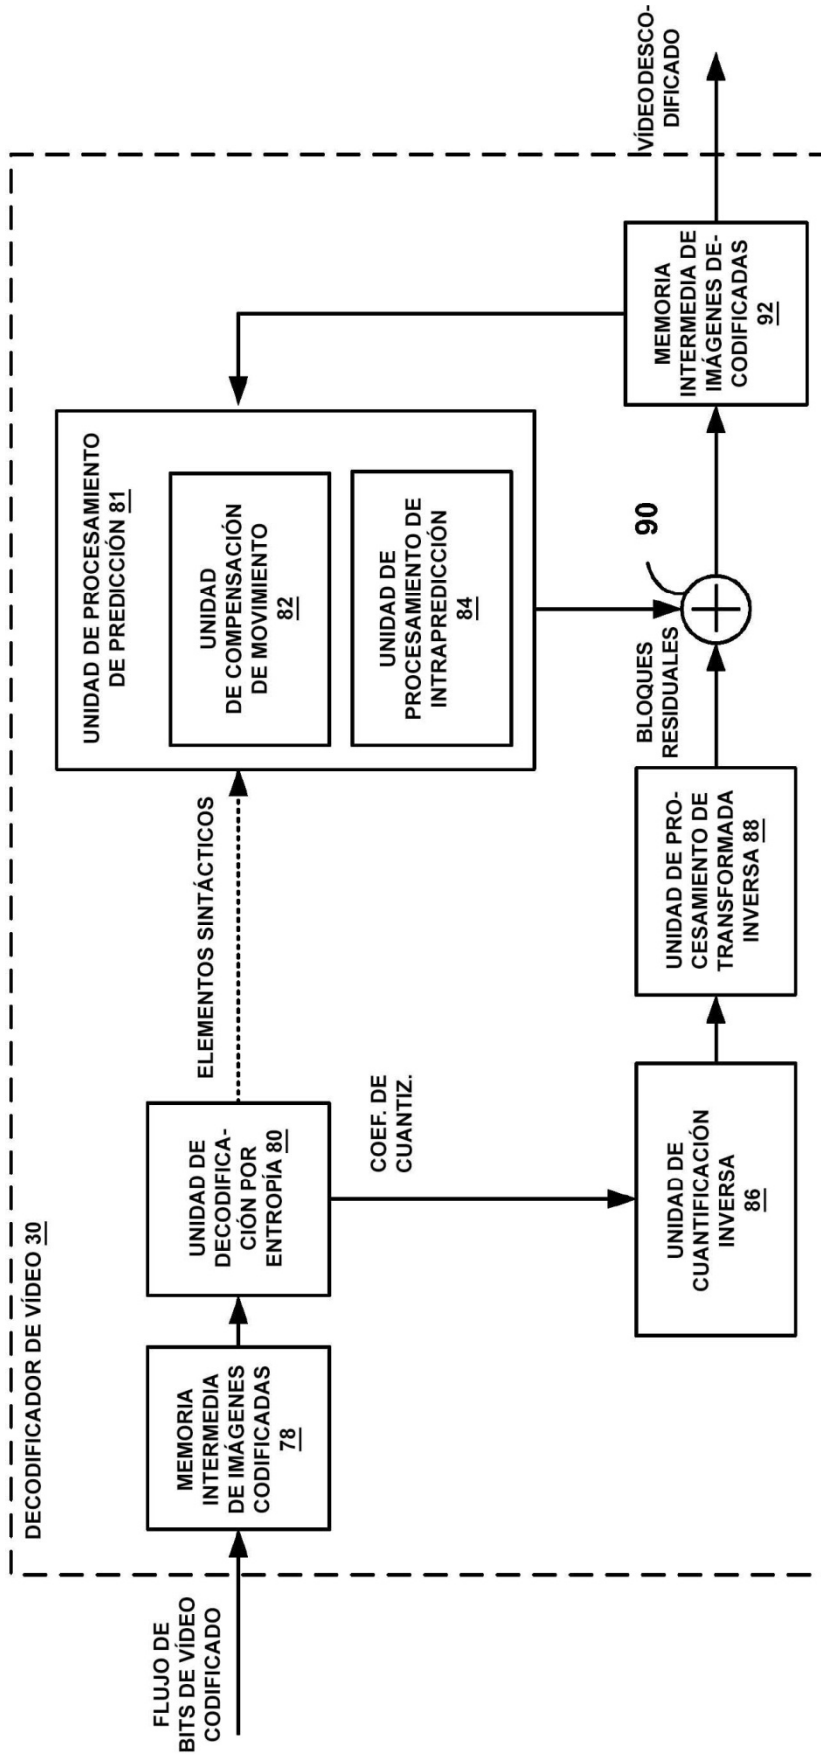 DECODIFICADOR DE VÍDEO 30
FLUJO DE
BITS DE VÍDEO
CODIFICADO
MEMORIA
INTERMEDIA
DE IMÁGENES
CODIFICADAS
78
UNIDAD DE
DECODIFICA-
CIÓN POR
ENTROPÍA 80
ELEMENTOS SINTÁCTICOS
COEF. DE
CUANTIZ.
UNIDAD DE PROCESAMIENTO
DE PREDICCIÓN 81
UNIDAD
DE COMPENSACIÓN
DE MOVIMIENTO
82
UNIDAD DE
PROCESAMIENTO DE
INTRAPREDICCIÓN
84
UNIDAD DE
CUANTIFICACIÓN
INVERSA
86
UNIDAD DE PRO-
CESAMIENTO DE
TRANSFORMADA
INVERSA 88
BLOQUES
RESIDUALES
90
MEMORIA
INTERMEDIA DE
IMÁGENES DE-
CODIFICADAS
92
VÍDEODESCO-
DIFICADO